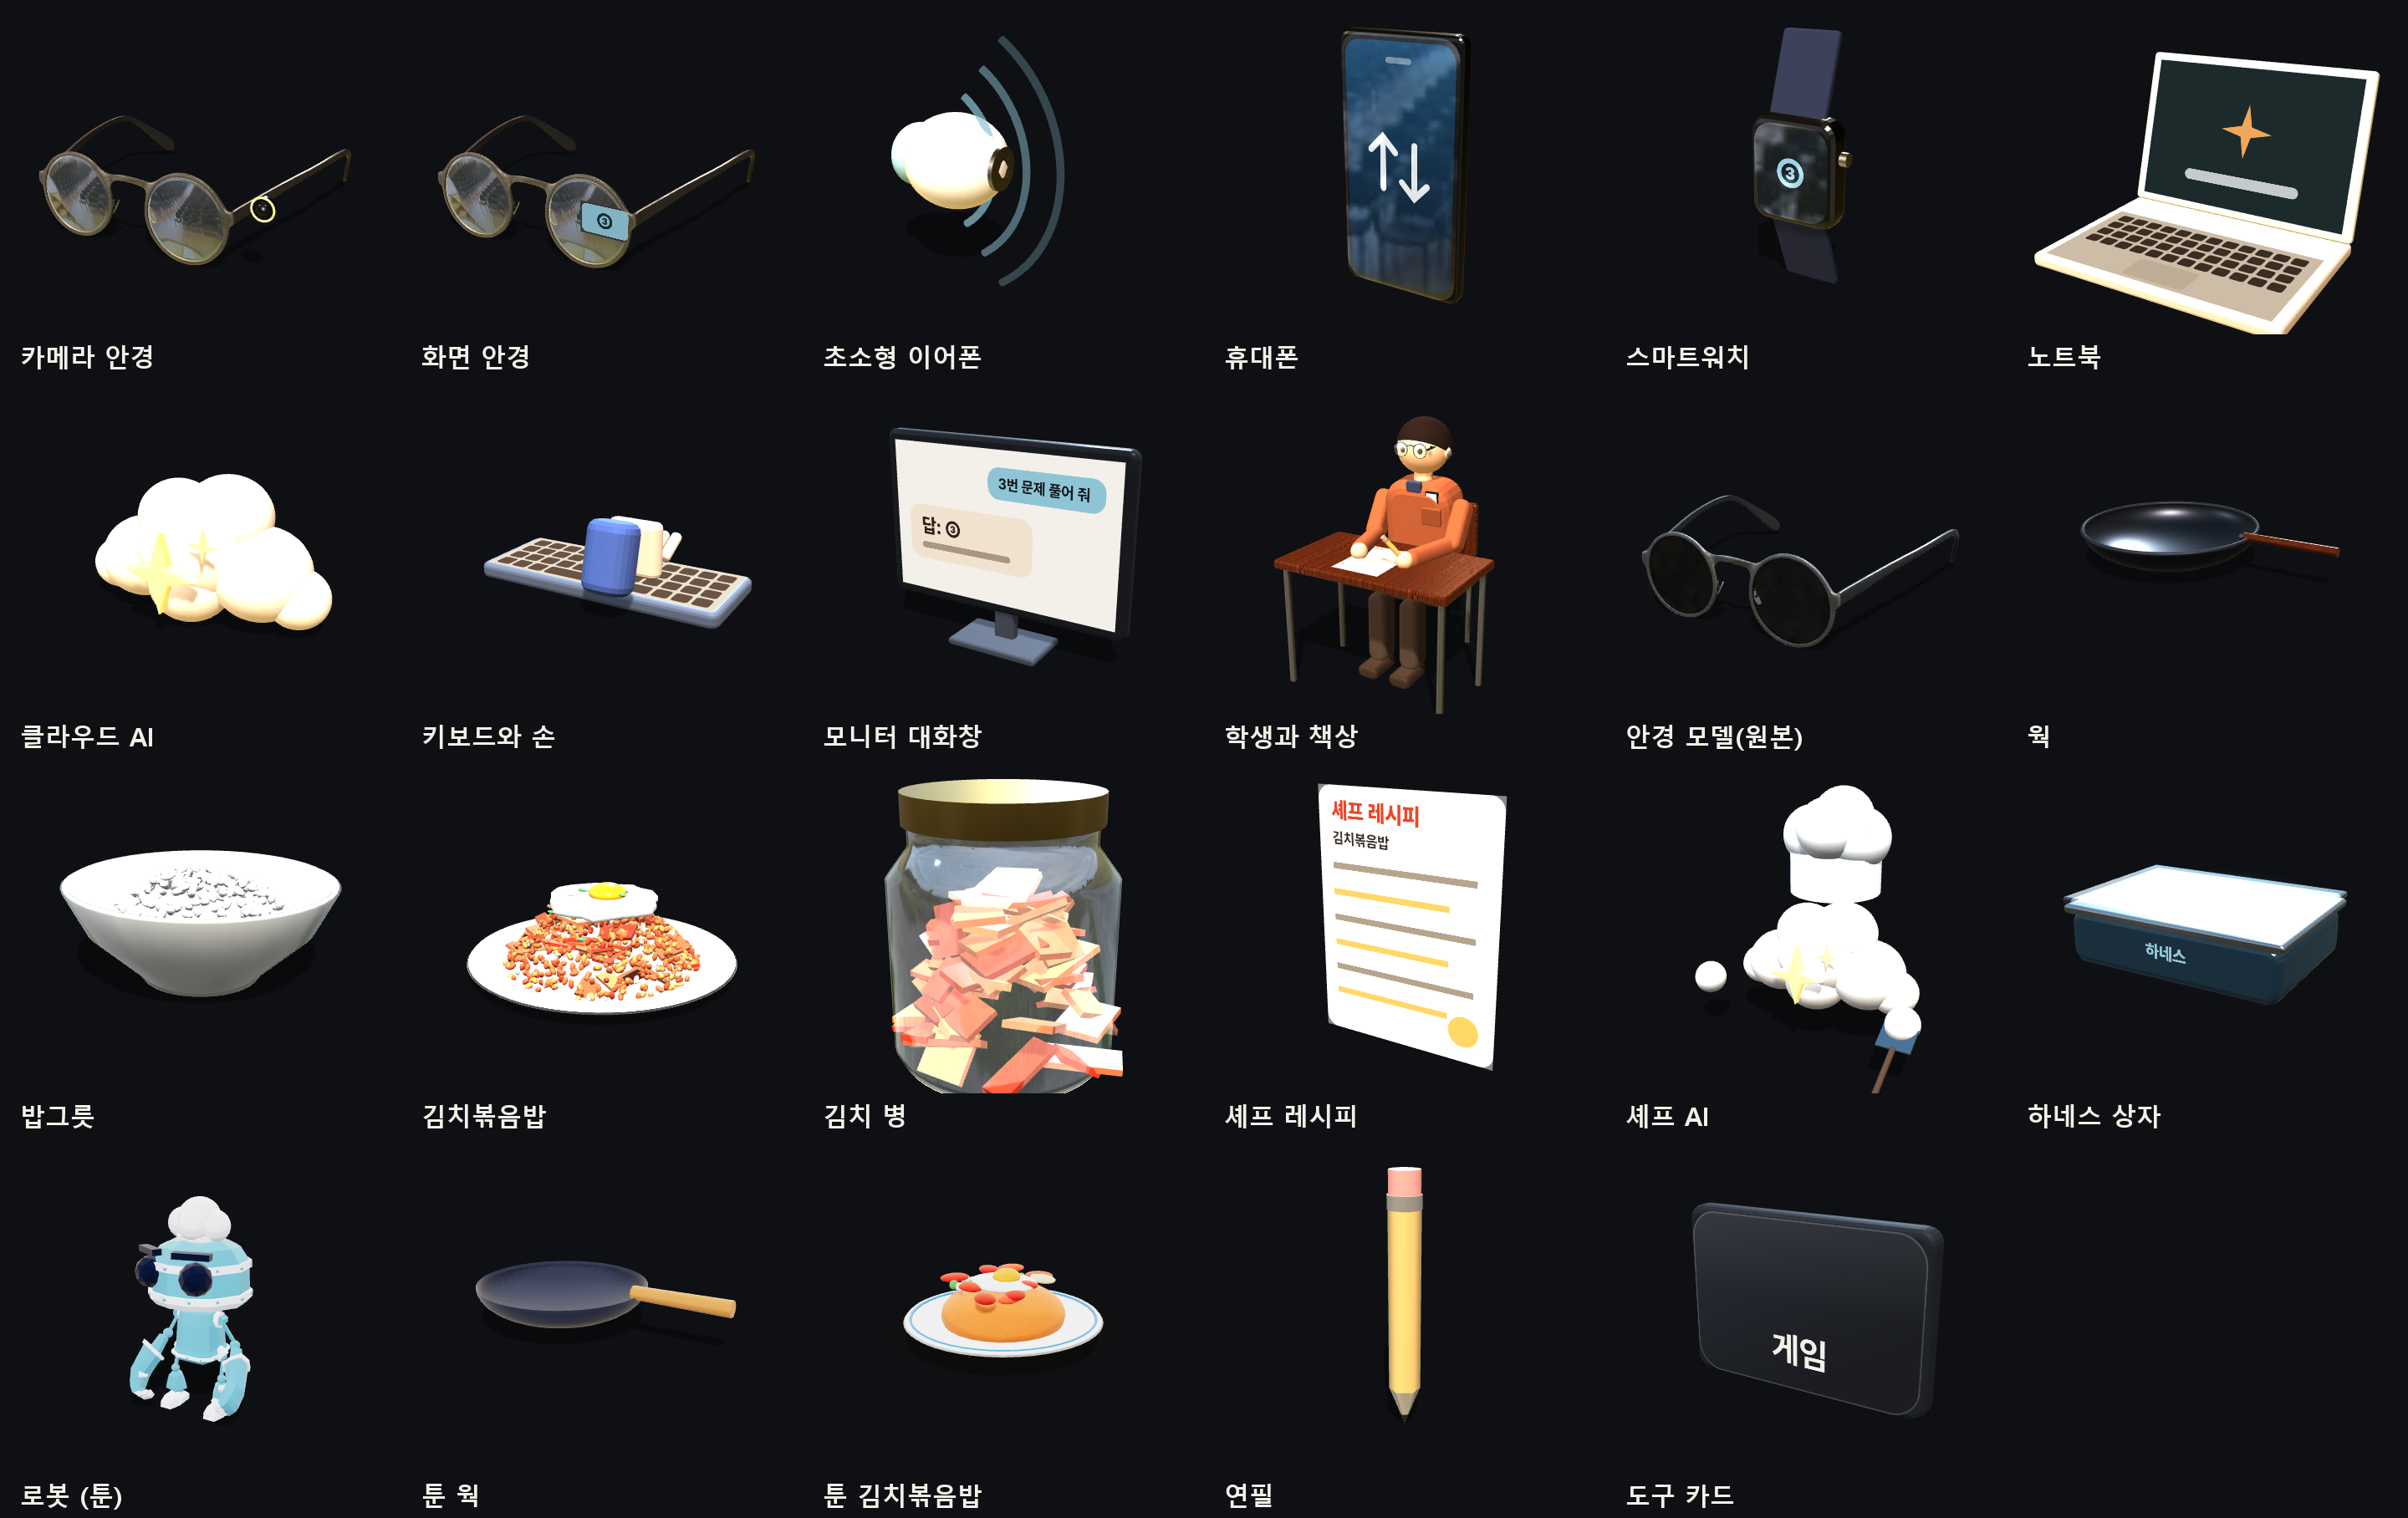 ③
③
카메라 안경
화면 안경
초소형 이어폰
휴대폰
스마트워치
노트북
3번 문제 풀어 줘
답: ③
클라우드 AI
키보드와 손
모니터 대화창
학생과 책상
안경 모델(원본)
웍
셰프 레시피
김치볶음밥
하네스
밥그릇
김치볶음밥
김치 병
셰프 레시피
셰프 AI
하네스 상자
게임
로봇 (툰)
툰 웍
툰 김치볶음밥
연필
도구 카드